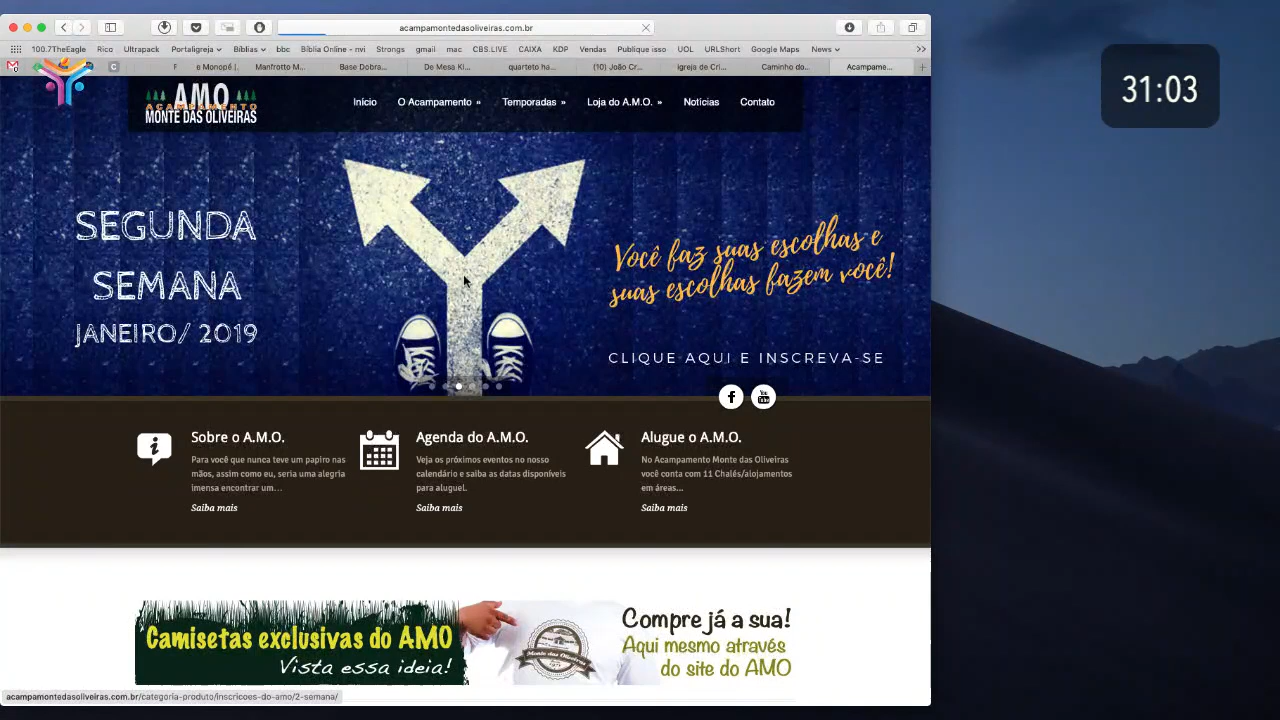 acampamontedasoliveiras.com.br
100.7TheEagle Rico Ultrapack Portaligreja Bíblias bbc Bíblia Online - nvi Strongs gmail mac CBS.LIVE CAIXA KDP Vendas Publique isso UOL URLShort Google Maps News
e Monopé |. Manfrotto M... Base Dobra... De Mesa Ki... quarteto ha... (10) João Cr... igreja de Cri... Caminho do... Acampame...
AMO
ACAMPAMENTO
MONTE DAS OLIVEIRAS
Início O Acampamento » Temporadas » Loja do A.M.O. » Notícias Contato
31:03
SEGUNDA
SEMANA
JANEIRO/ 2019
Você faz suas escolhas e
suas escolhas fazem você!
CLIQUE AQUI E INSCREVA-SE
Sobre o A.M.O.
Para você que nunca teve um papiro nas
mãos, assim como eu, seria uma alegria
imensa encontrar um...
Saiba mais
Agenda do A.M.O.
Veja os próximos eventos no nosso
calendário e saiba as datas disponíveis
para aluguel.
Saiba mais
Alugue o A.M.O.
No Acampamento Monte das Oliveiras
você conta com 11 Chalés/alojamentos
em áreas...
Saiba mais
Camisetas exclusivas do AMO
Vista essa ideia!
Monte das Oliveiras
Compre já a sua!
Aqui mesmo através
do site do AMO
acampamontedasoliveiras.com.br/categoria-produto/inscricoes-do-amo/2-semana/